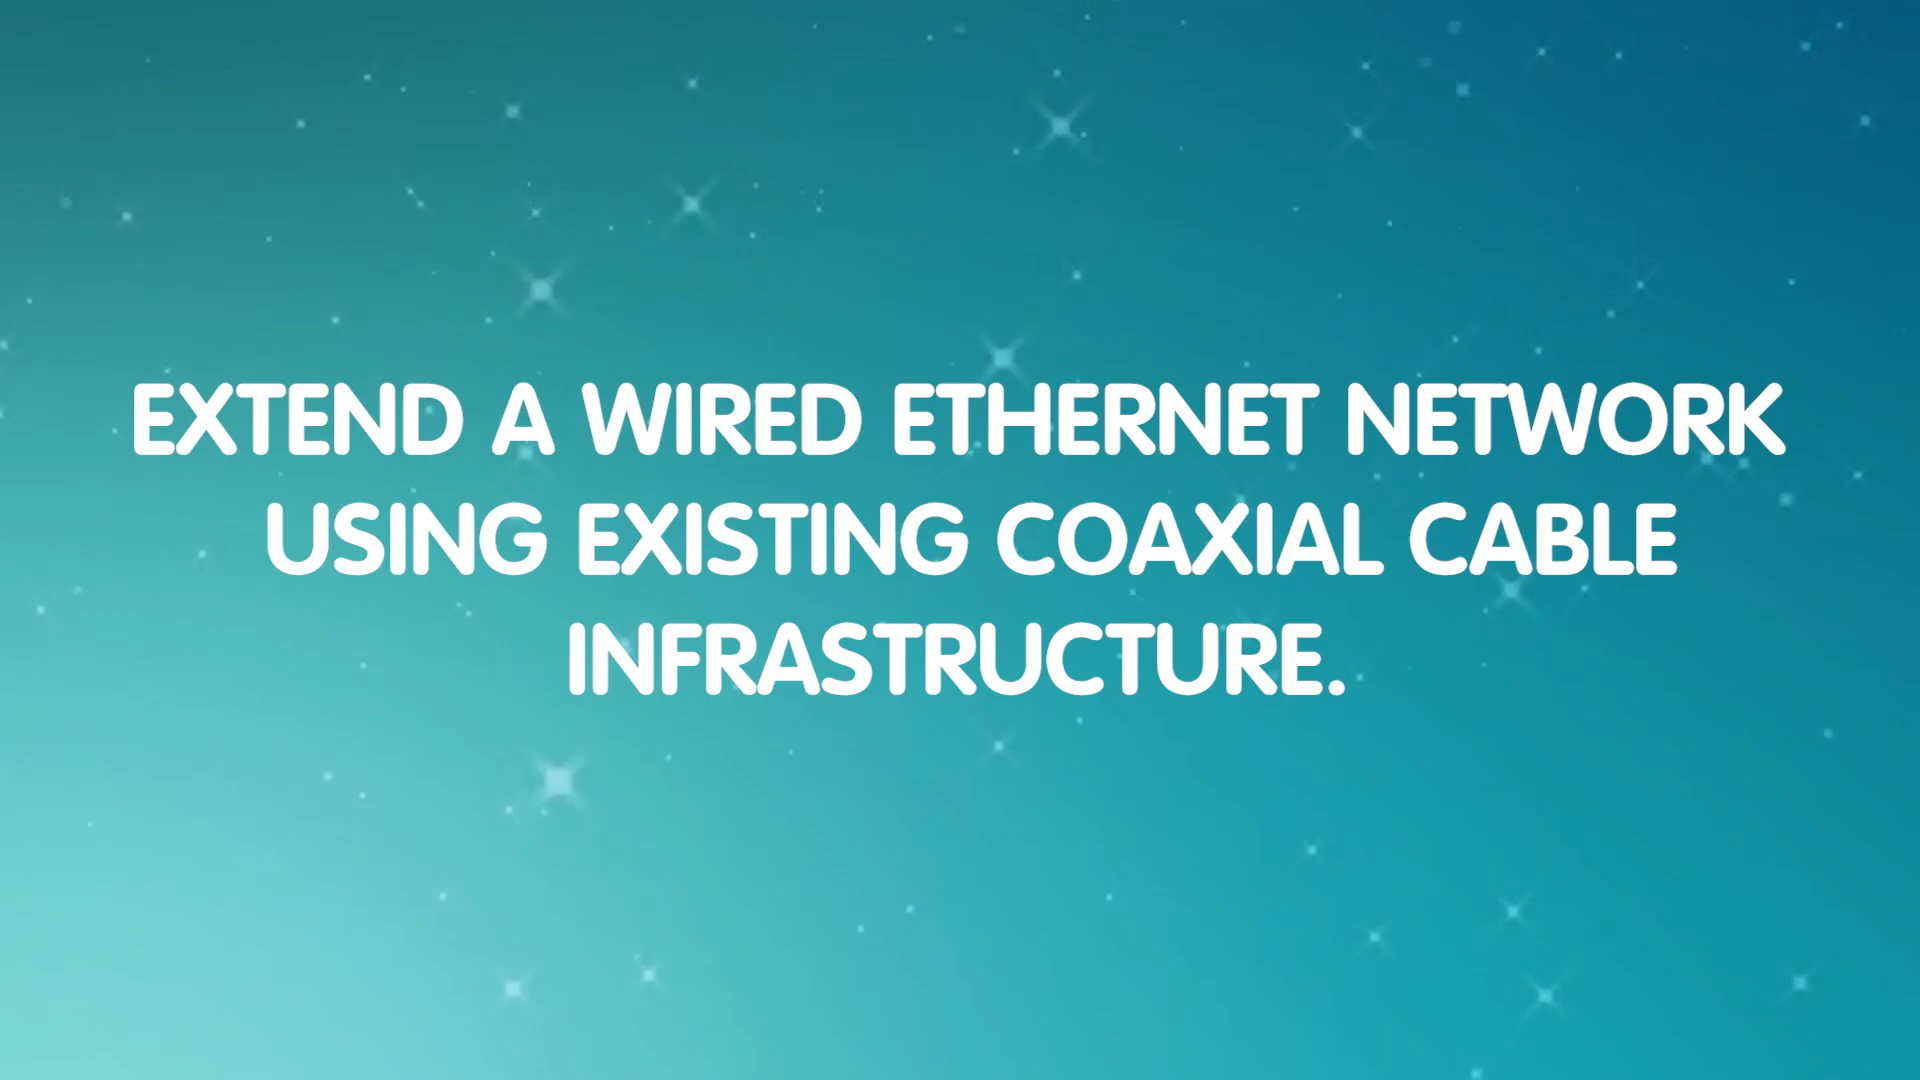 EXTEND A WIRED ETHERNET NETWORK
USING EXISTING COAXIAL CABLE
INFRASTRUCTURE.